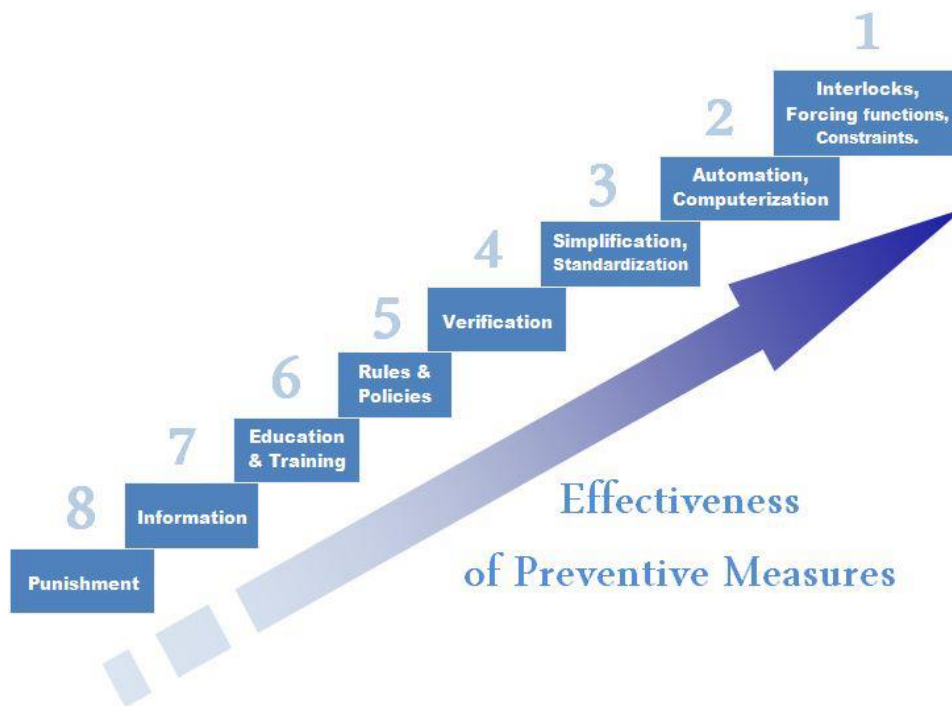 1
Interlocks,
Forcing functions,
Constraints.
2
Automation,
Computerization
3
Simplification,
Standardization
4
Verification
5
Rules &
Policies
6
Education
& Training
7
Information
8
Punishment
Effectiveness
of Preventive Measures